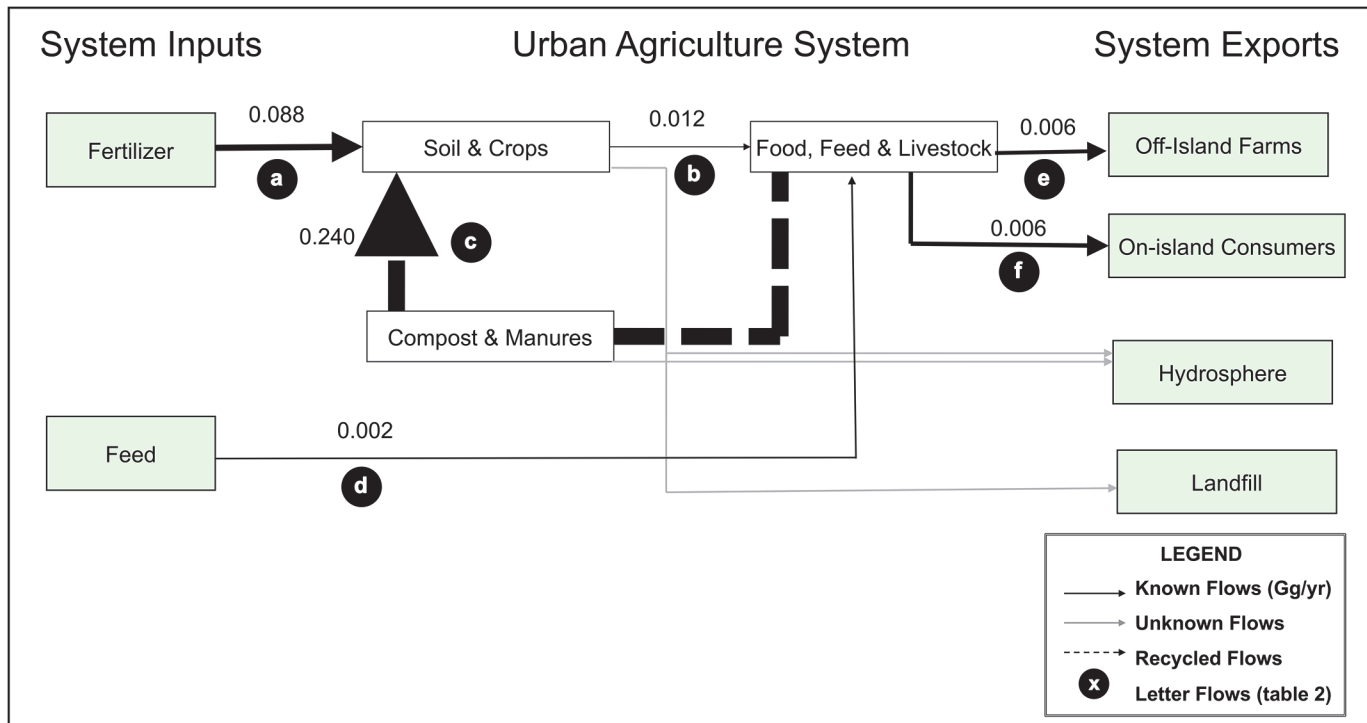 System Inputs
Urban Agriculture System
System Exports
0.088
0.012
0.006
Fertilizer
Soil & Crops
Food, Feed & Livestock
Off-Island Farms
a
b
e
0.240
c
0.006
On-island Consumers
f
Compost & Manures
Hydrosphere
0.002
Feed
d
Landfill
LEGEND
Known Flows (Gg/yr)
Unknown Flows
Recycled Flows
x
Letter Flows (table 2)